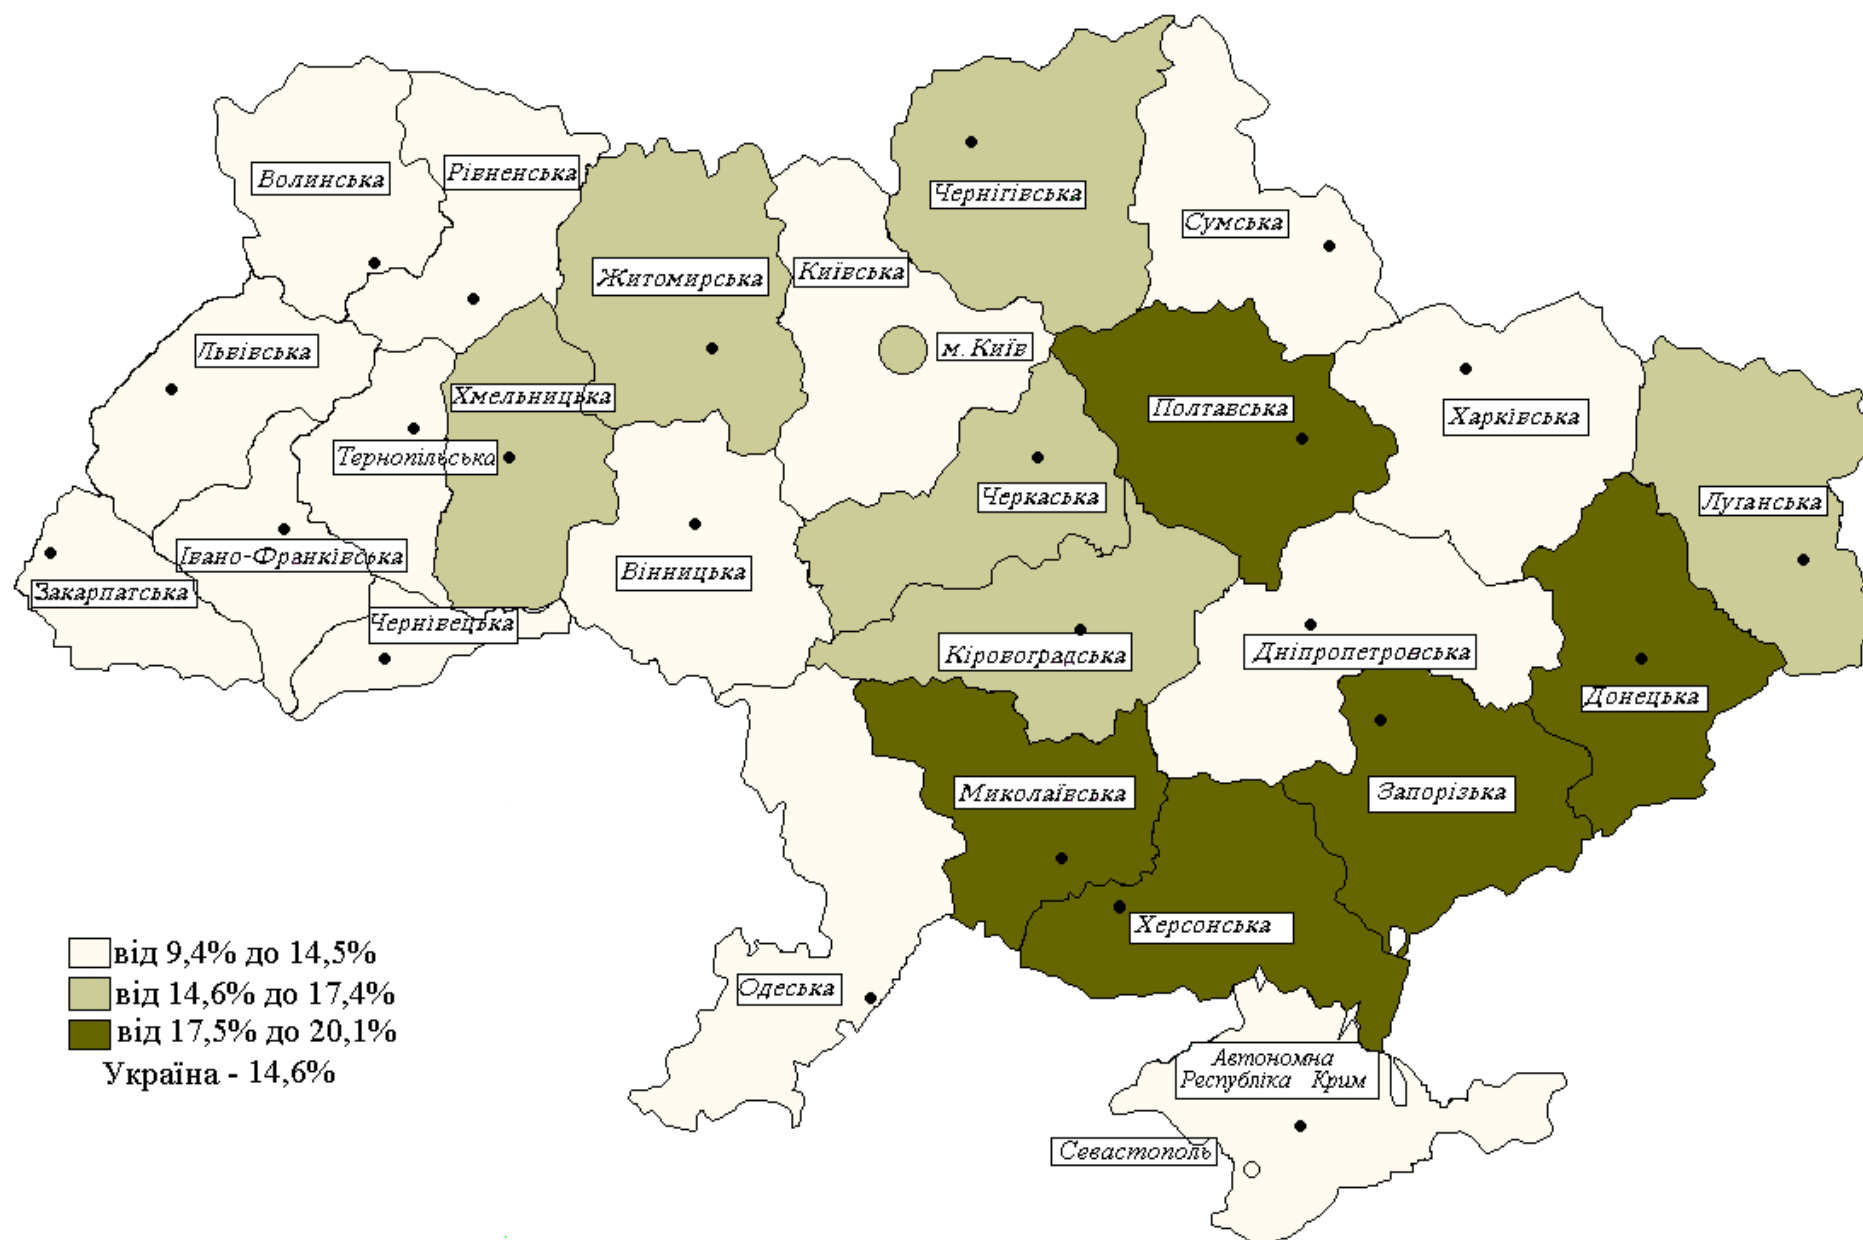 Волинська
Рівненська
Чернігівська
Сумська
Житомирська
Київська
м. Київ
Львівська
Хмельницька
Полтавська
Харківська
Тернопільська
Черкаська
Луганська
Івано-Франківська
Вінницька
Закарпатська
Чернівецька
Кіровоградська
Дніпропетровська
Донецька
Миколаївська
Запорізька
Херсонська
Одеська
від 9,4% до 14,5%
від 14,6% до 17,4%
від 17,5% до 20,1%
Україна - 14,6%
Автономна
Республіка Крим
Севастополь